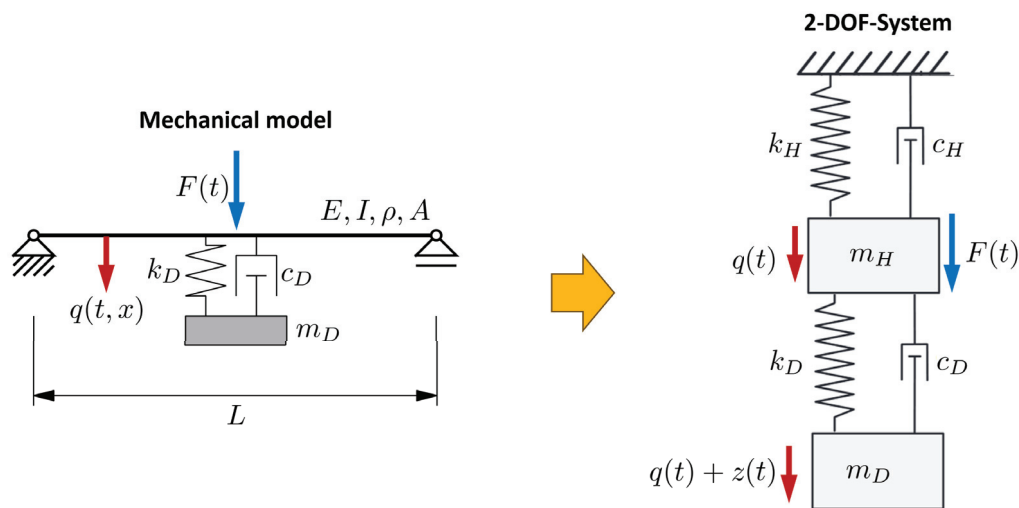 2-DOF-System
Mechanical model
F(t)
E, I, ρ, A
k_D
c_D
q(t, x)
m_D
L
k_H
c_H
q(t)
m_H
F(t)
k_D
c_D
q(t) + z(t)
m_D